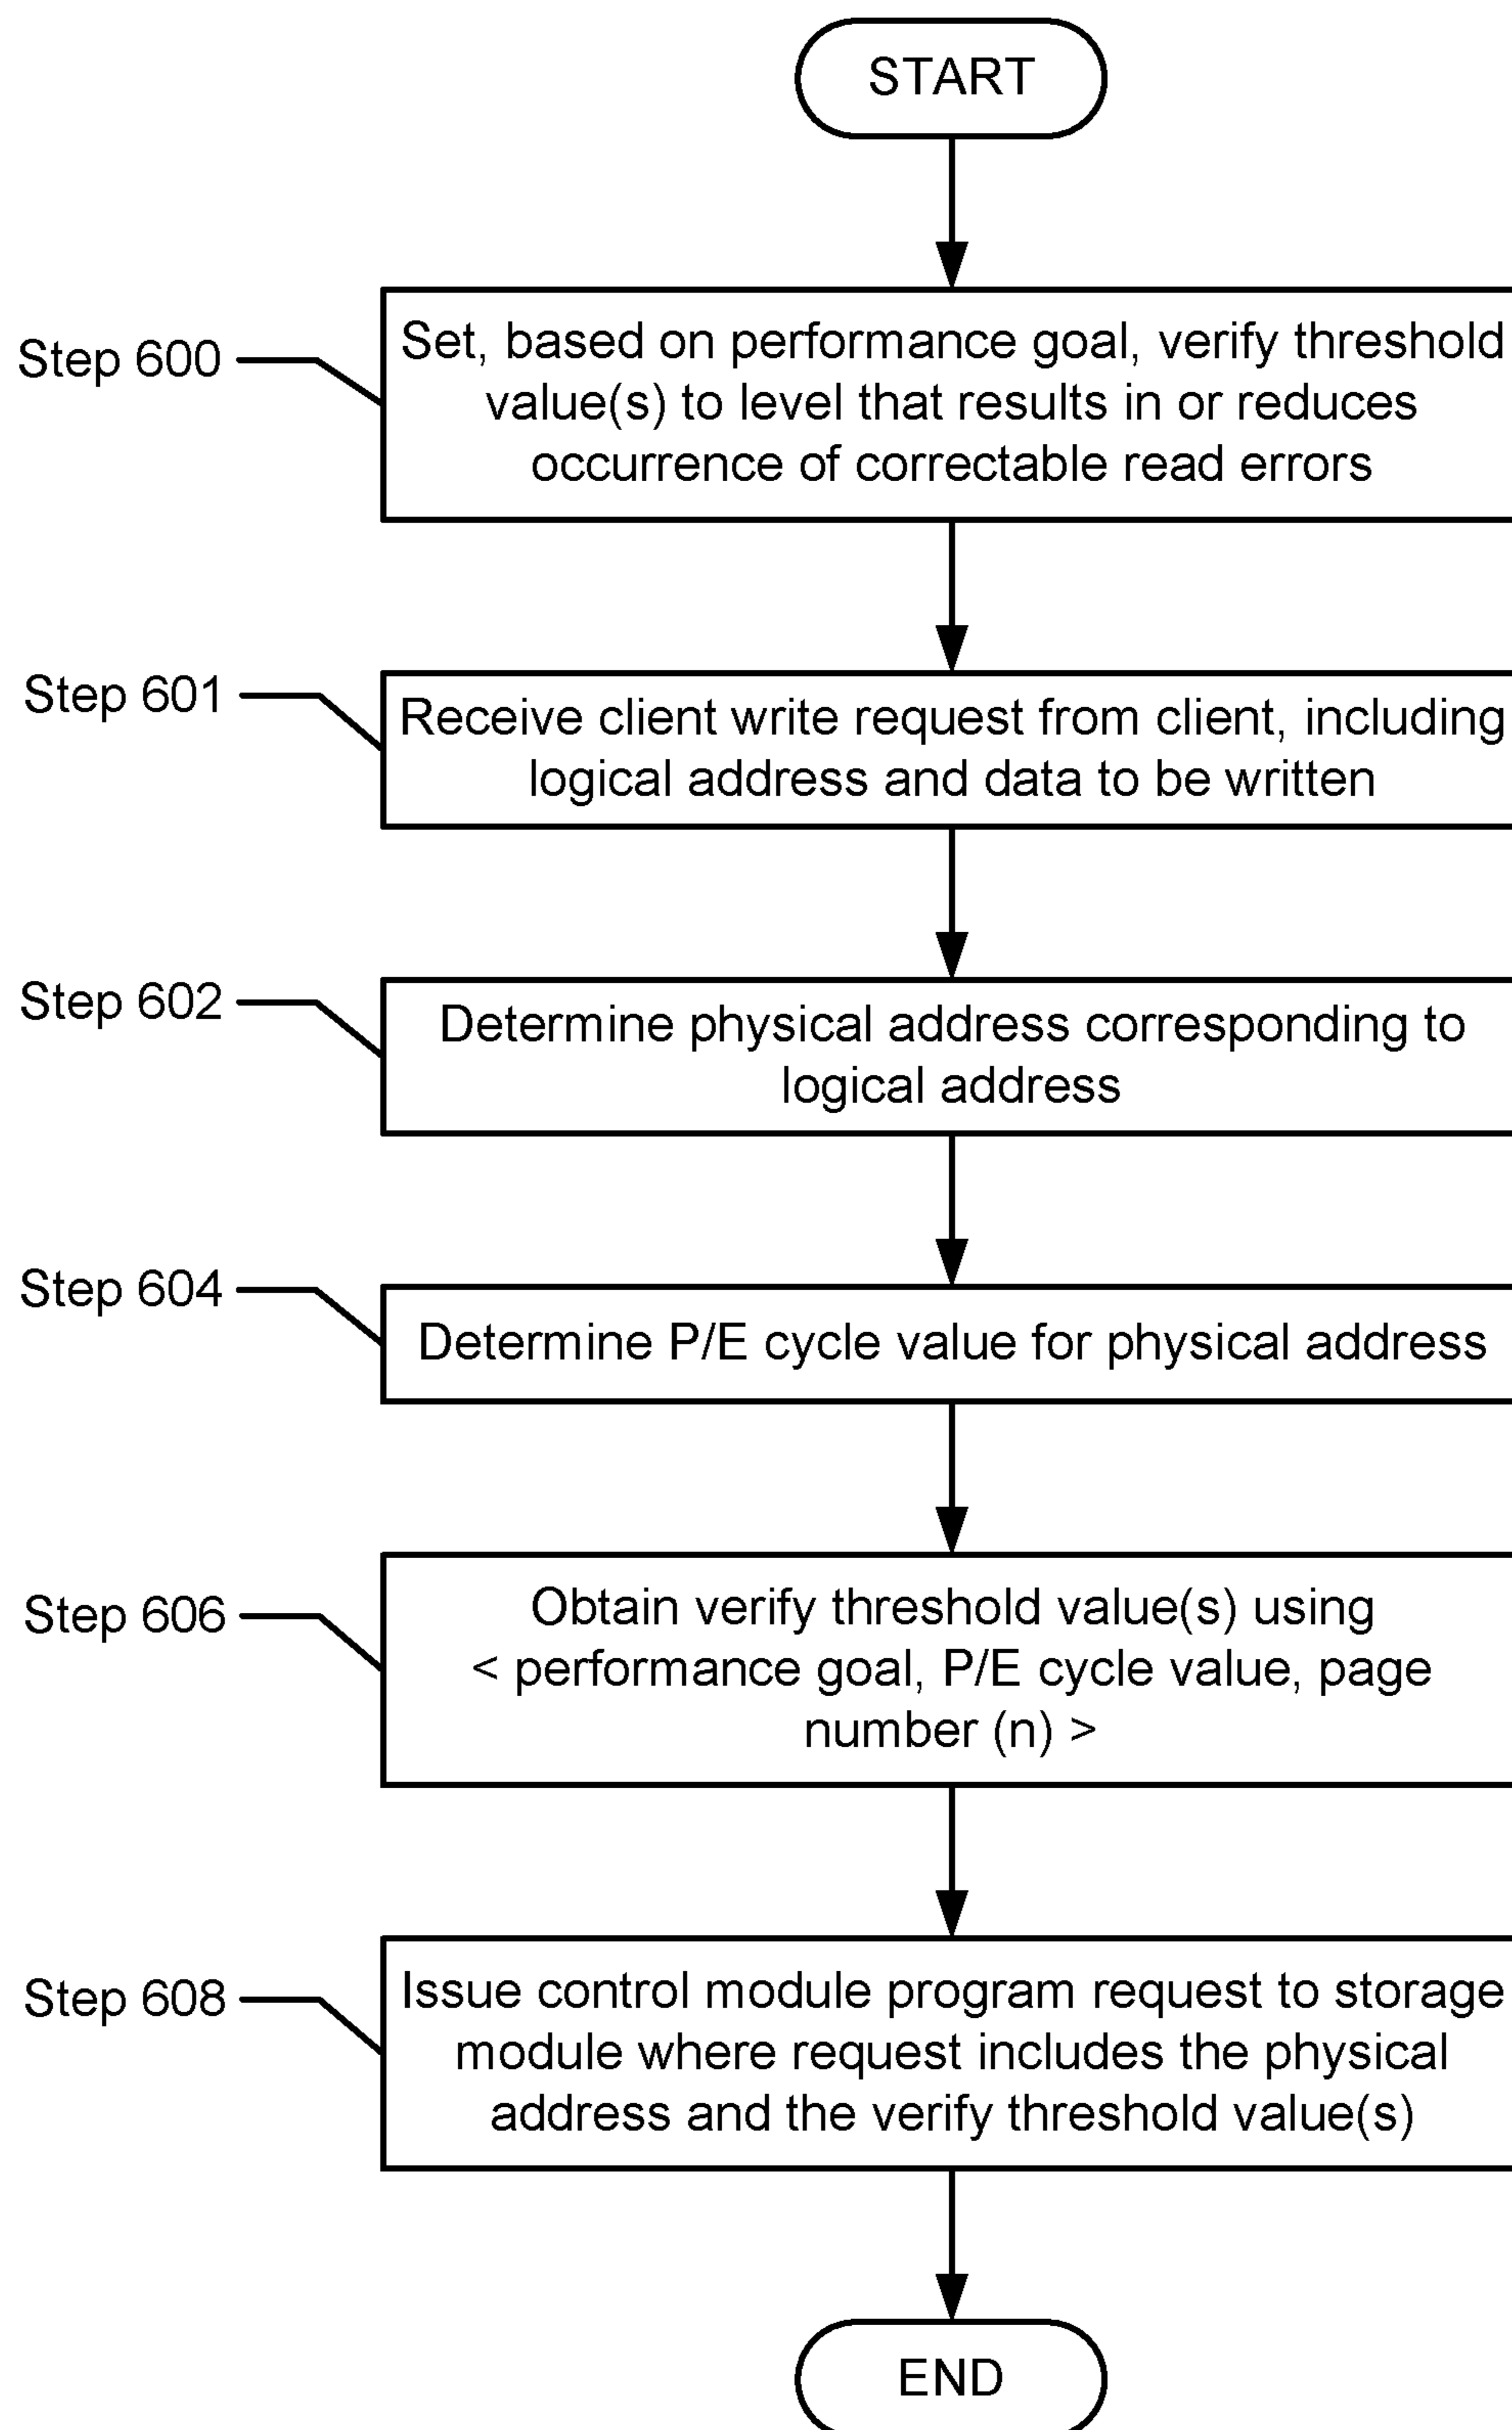 START
Step 600
Set, based on performance goal, verify threshold
value(s) to level that results in or reduces
occurrence of correctable read errors
Step 601
Receive client write request from client, including
logical address and data to be written
Step 602
Determine physical address corresponding to
logical address
Step 604
Determine P/E cycle value for physical address
Step 606
Obtain verify threshold value(s) using
< performance goal, P/E cycle value, page
number (n) >
Step 608
Issue control module program request to storage
module where request includes the physical
address and the verify threshold value(s)
END